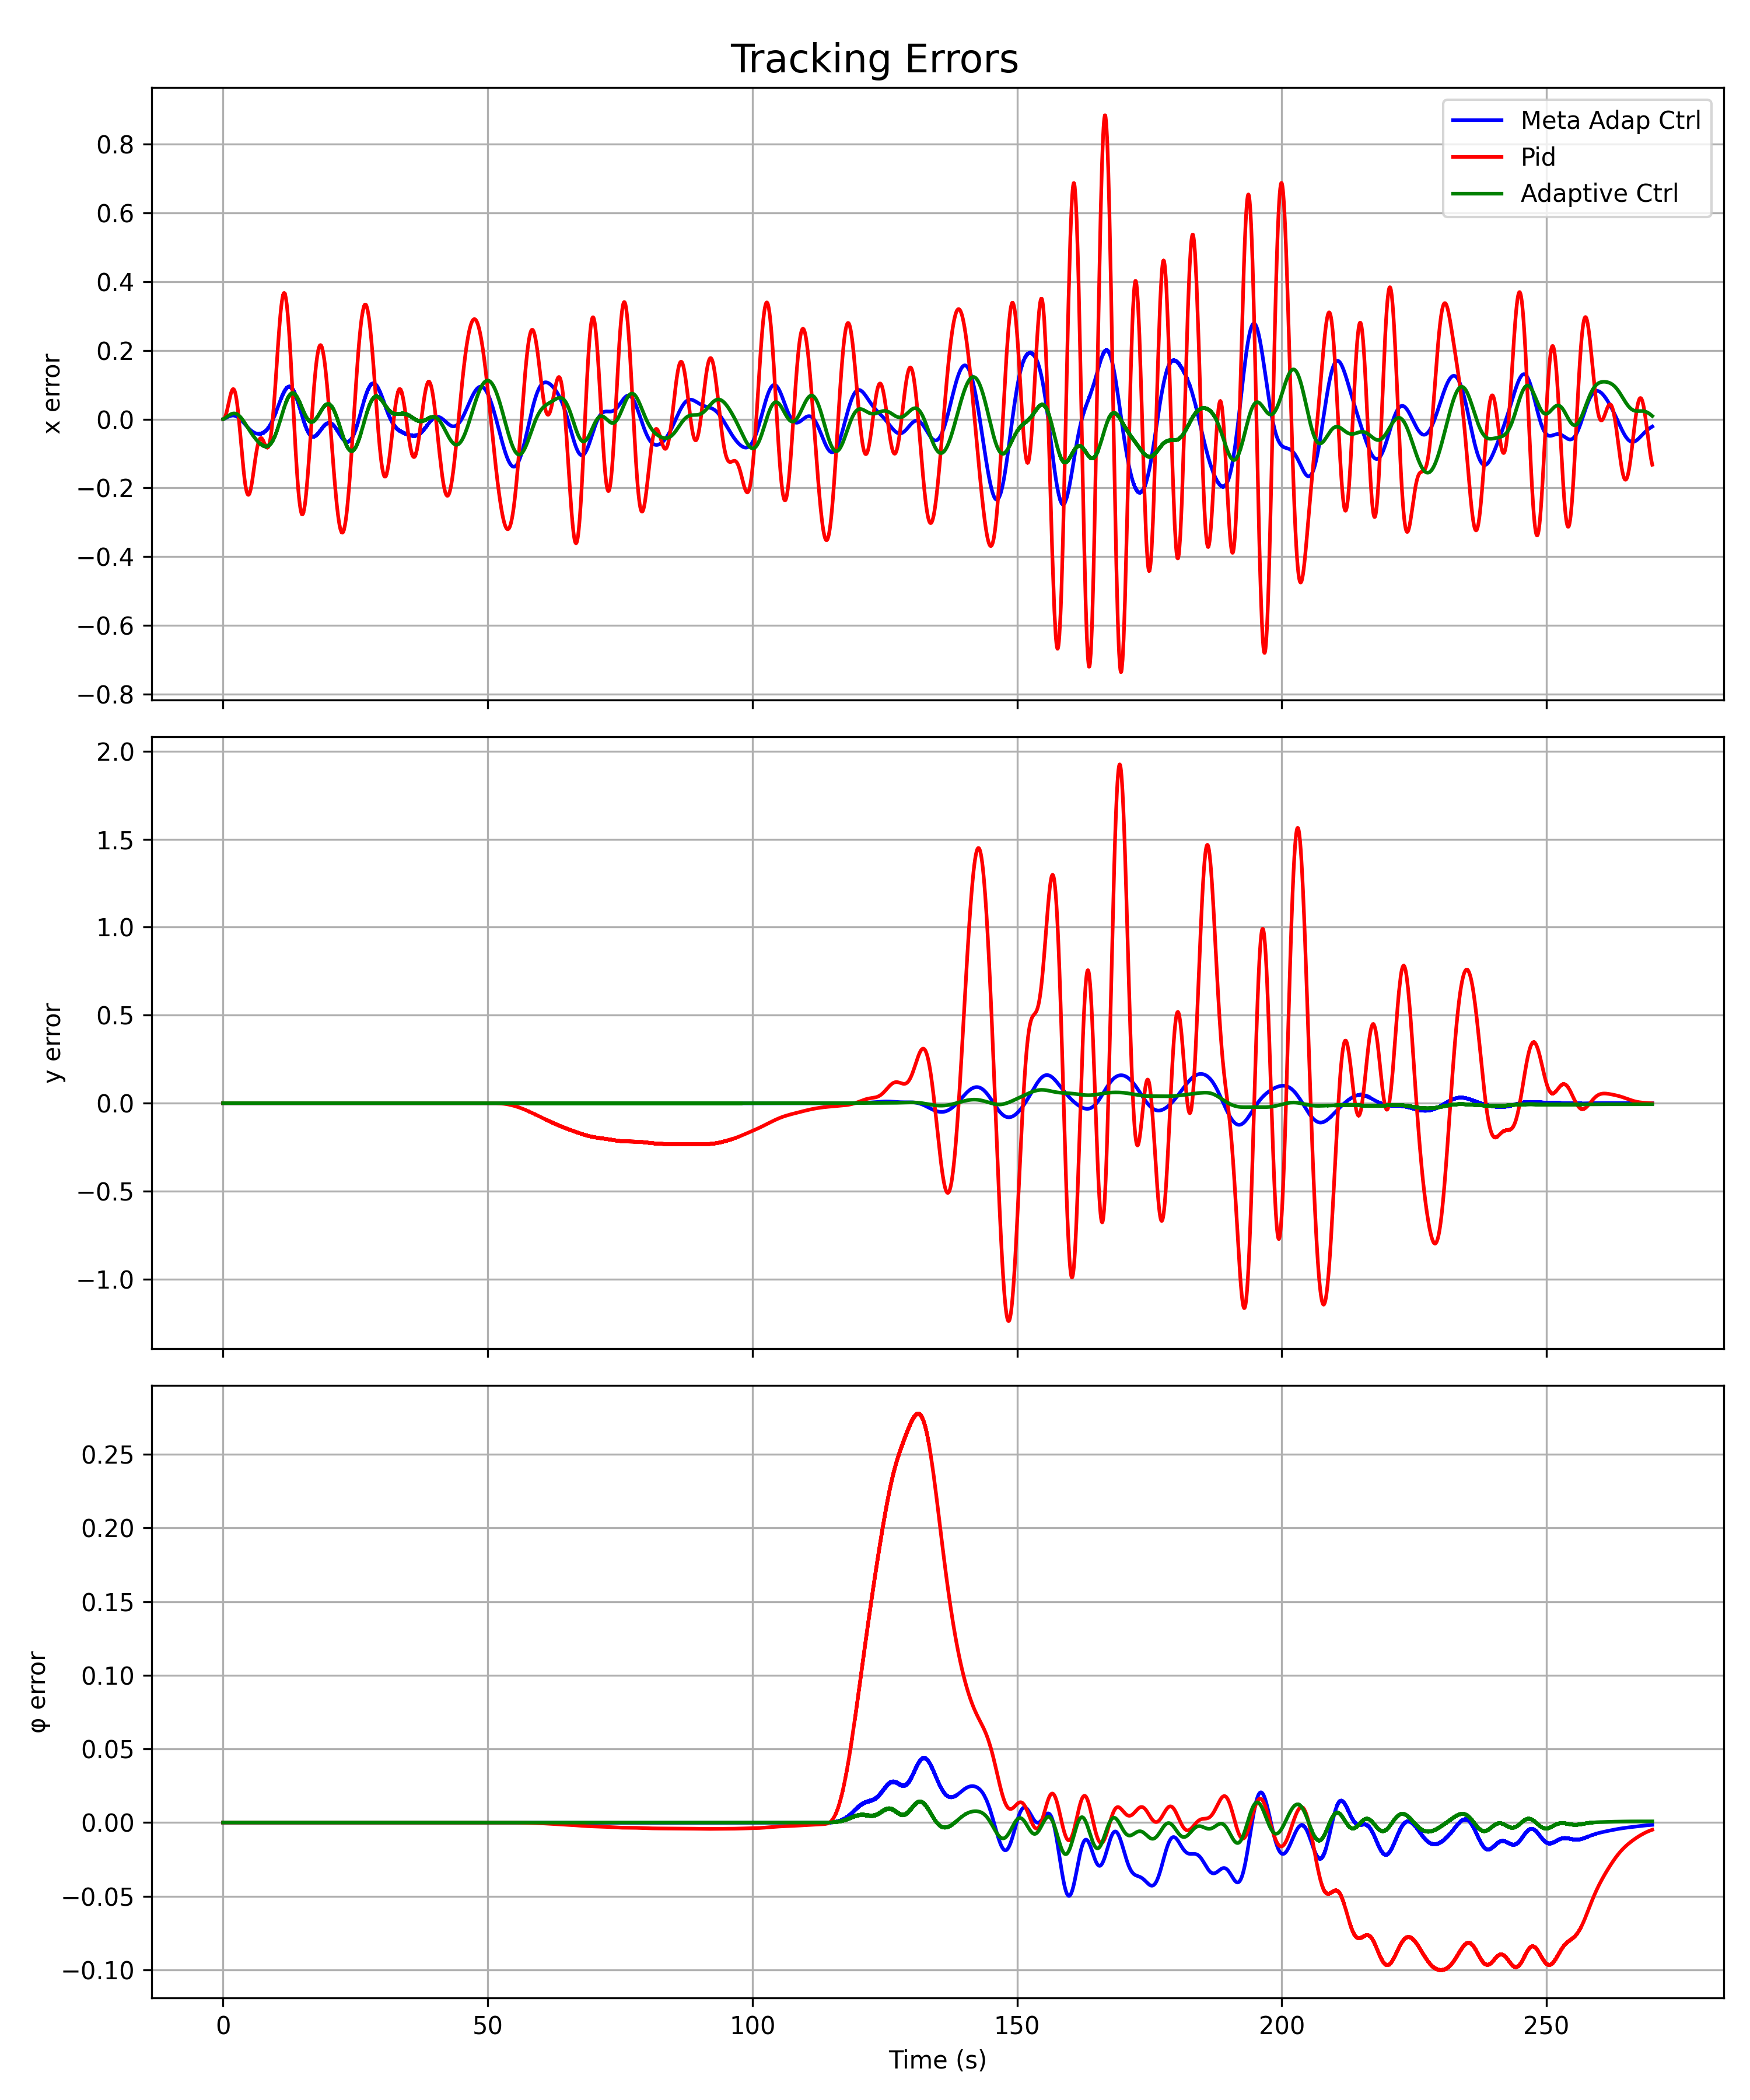 Tracking Errors
Meta Adap Ctrl
Pid
Adaptive Ctrl
x error
0.8
0.6
0.4
0.2
0.0
−0.2
−0.4
−0.6
−0.8
y error
2.0
1.5
1.0
0.5
0.0
−0.5
−1.0
φ error
0.25
0.20
0.15
0.10
0.05
0.00
−0.05
−0.10
0 50 100 150 200 250
Time (s)